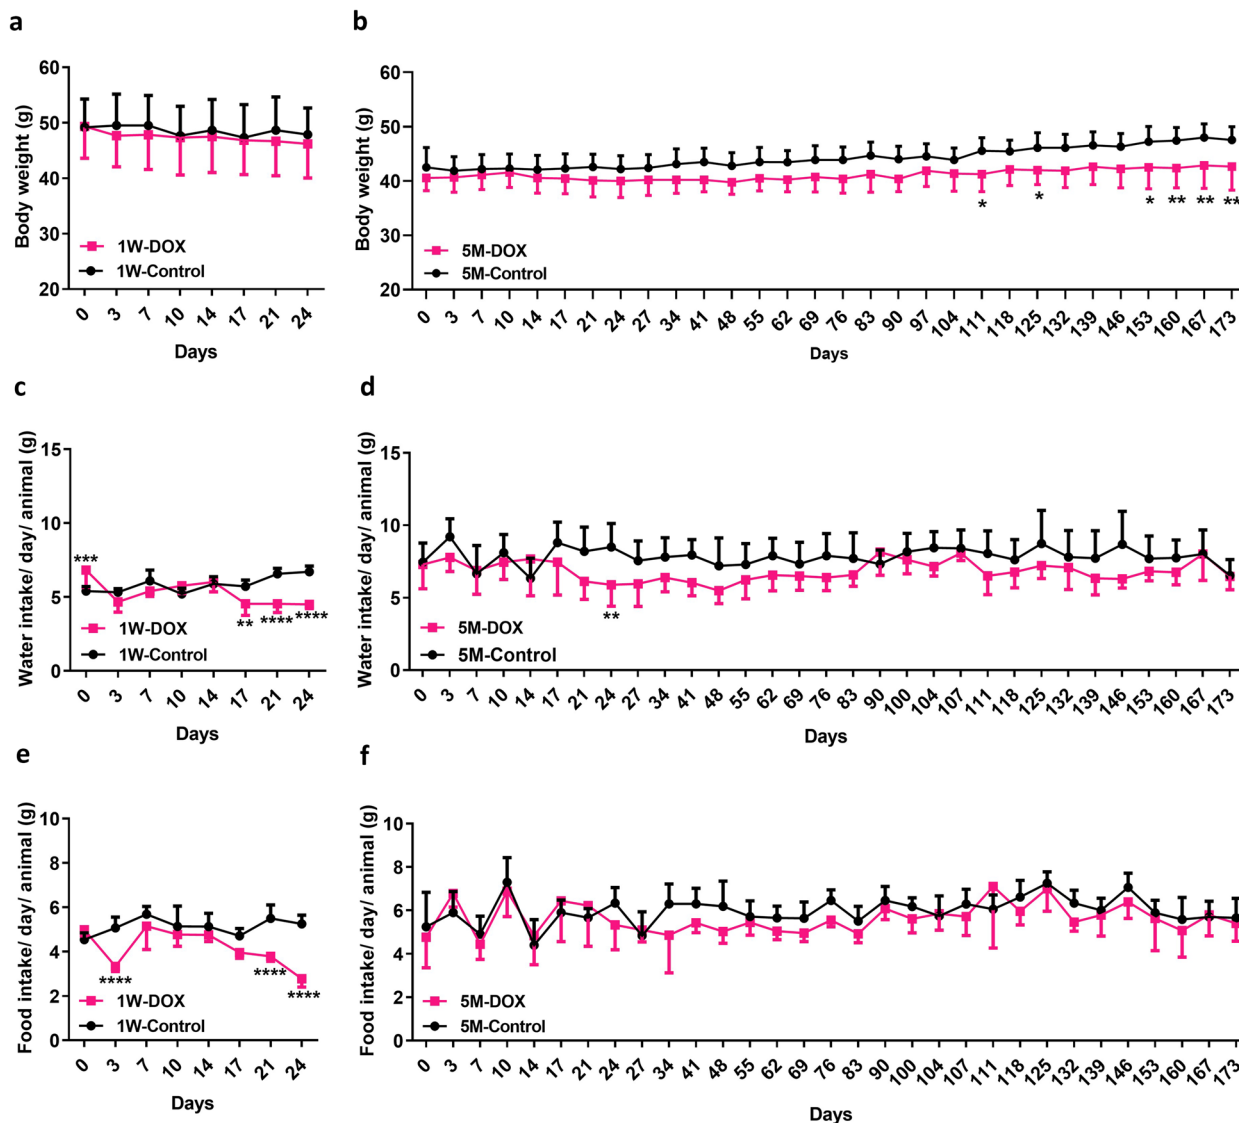 a
Body weight (g)
60
50
40
30
20
1W-DOX
1W-Control
0 3 7 10 14 17 21 24
Days
b
Body weight (g)
60
50
40
30
20
* * * ** ** **
5M-DOX
5M-Control
0 3 7 10 14 17 21 24 27 34 41 48 55 62 69 76 83 90 97 104 111 118 125 132 139 146 153 160 167 173
Days
c
Water intake/ day/ animal (g)
15
10
5
0
***
** **** ****
1W-DOX
1W-Control
0 3 7 10 14 17 21 24
Days
d
Water intake/ day/ animal (g)
15
10
5
0
**
5M-DOX
5M-Control
0 3 7 10 14 17 21 24 27 34 41 48 55 62 69 76 83 90 100 104 107 111 118 125 132 139 146 153 160 167 173
Days
e
Food intake/ day/ animal (g)
10
8
6
4
2
0
**** **** ****
1W-DOX
1W-Control
0 3 7 10 14 17 21 24
Days
f
Food intake/ day/ animal (g)
10
8
6
4
2
0
5M-DOX
5M-Control
0 3 7 10 14 17 21 24 27 34 41 48 55 62 69 76 83 90 100 104 107 111 118 125 132 139 146 153 160 167 173
Days